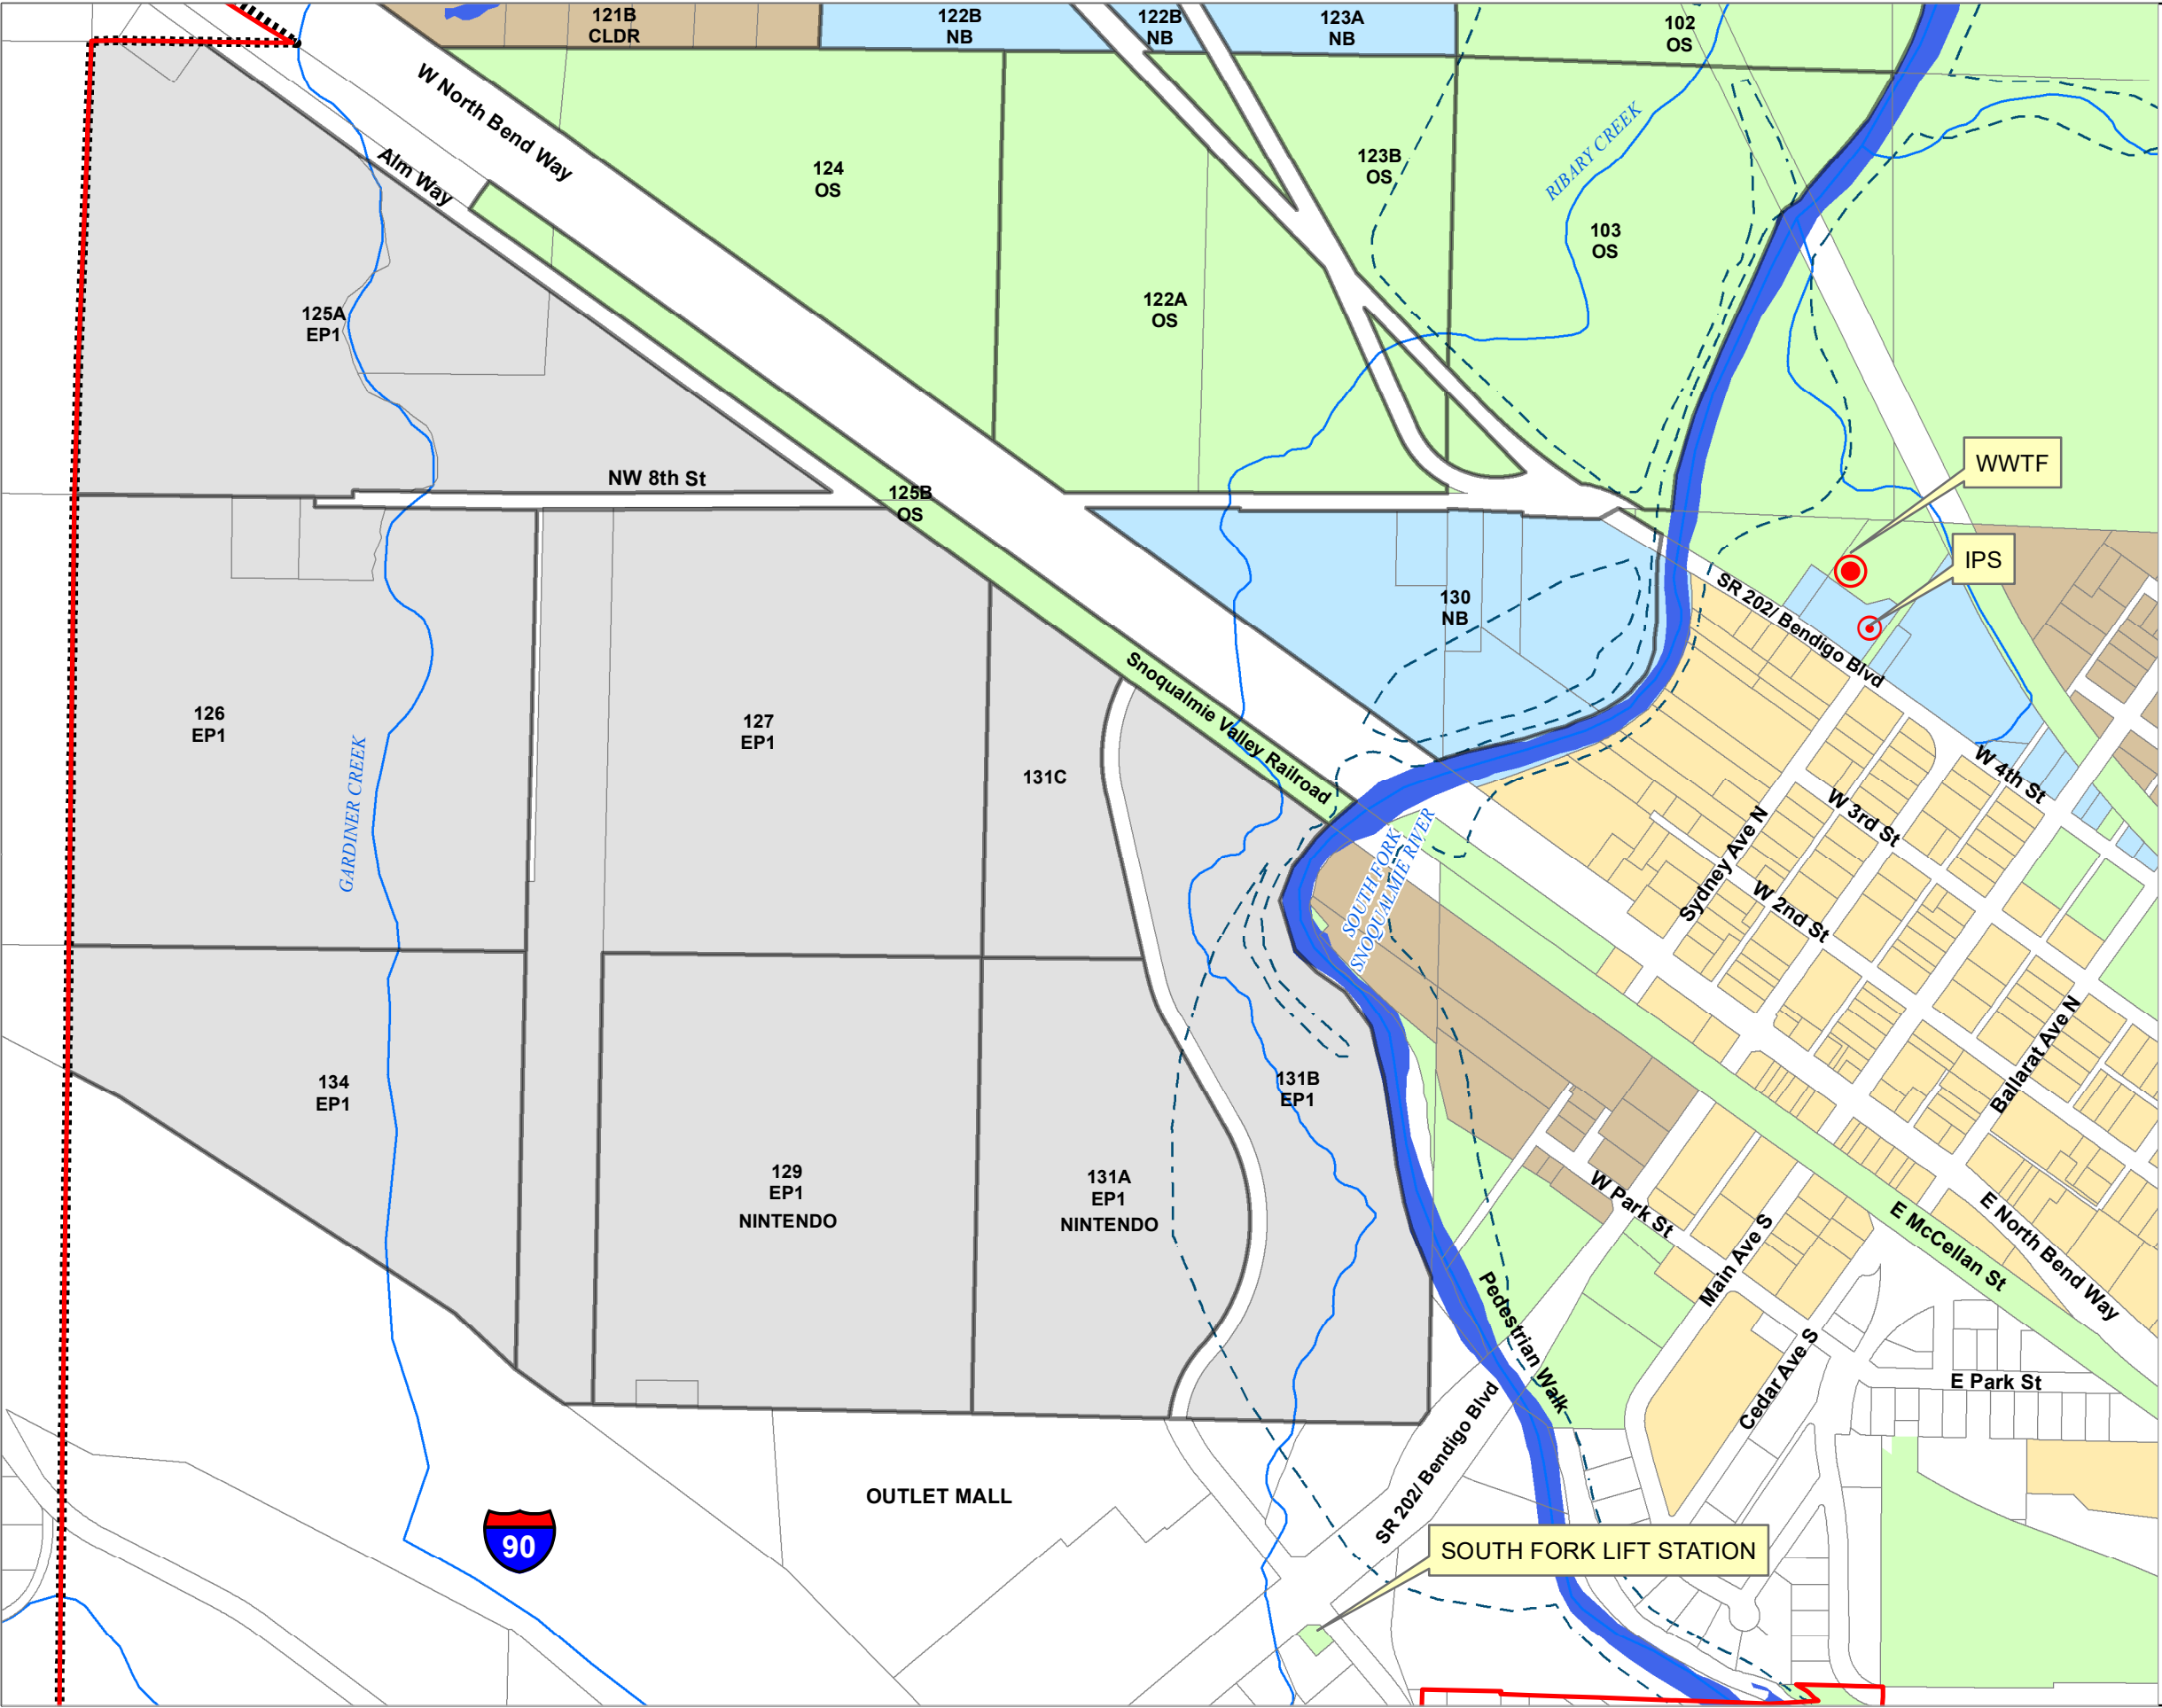 121B
CLDR
122B
NB
122B
NB
123A
NB
102
OS
W North Bend Way
Alm Way
124
OS
123B
OS
RIBARY CREEK
103
OS
125A
EP1
122A
OS
WWTF
NW 8th St
125B
OS
IPS
130
NB
SR 202/ Bendigo Blvd
Snoqualmie Valley Railroad
126
EP1
127
EP1
131C
GARDINER CREEK
SOUTH FORK
SNOQUALMIE RIVER
W 4th St
W 3rd St
Sydney Ave N
W 2nd St
Ballarat Ave N
134
EP1
131B
EP1
129
EP1
NINTENDO
131A
EP1
NINTENDO
W Park St
Main Ave S
E McCellan St
E North Bend Way
Pedestrian Walk
Cedar Ave S
E Park St
SR 202/ Bendigo Blvd
OUTLET MALL
90
SOUTH FORK LIFT STATION